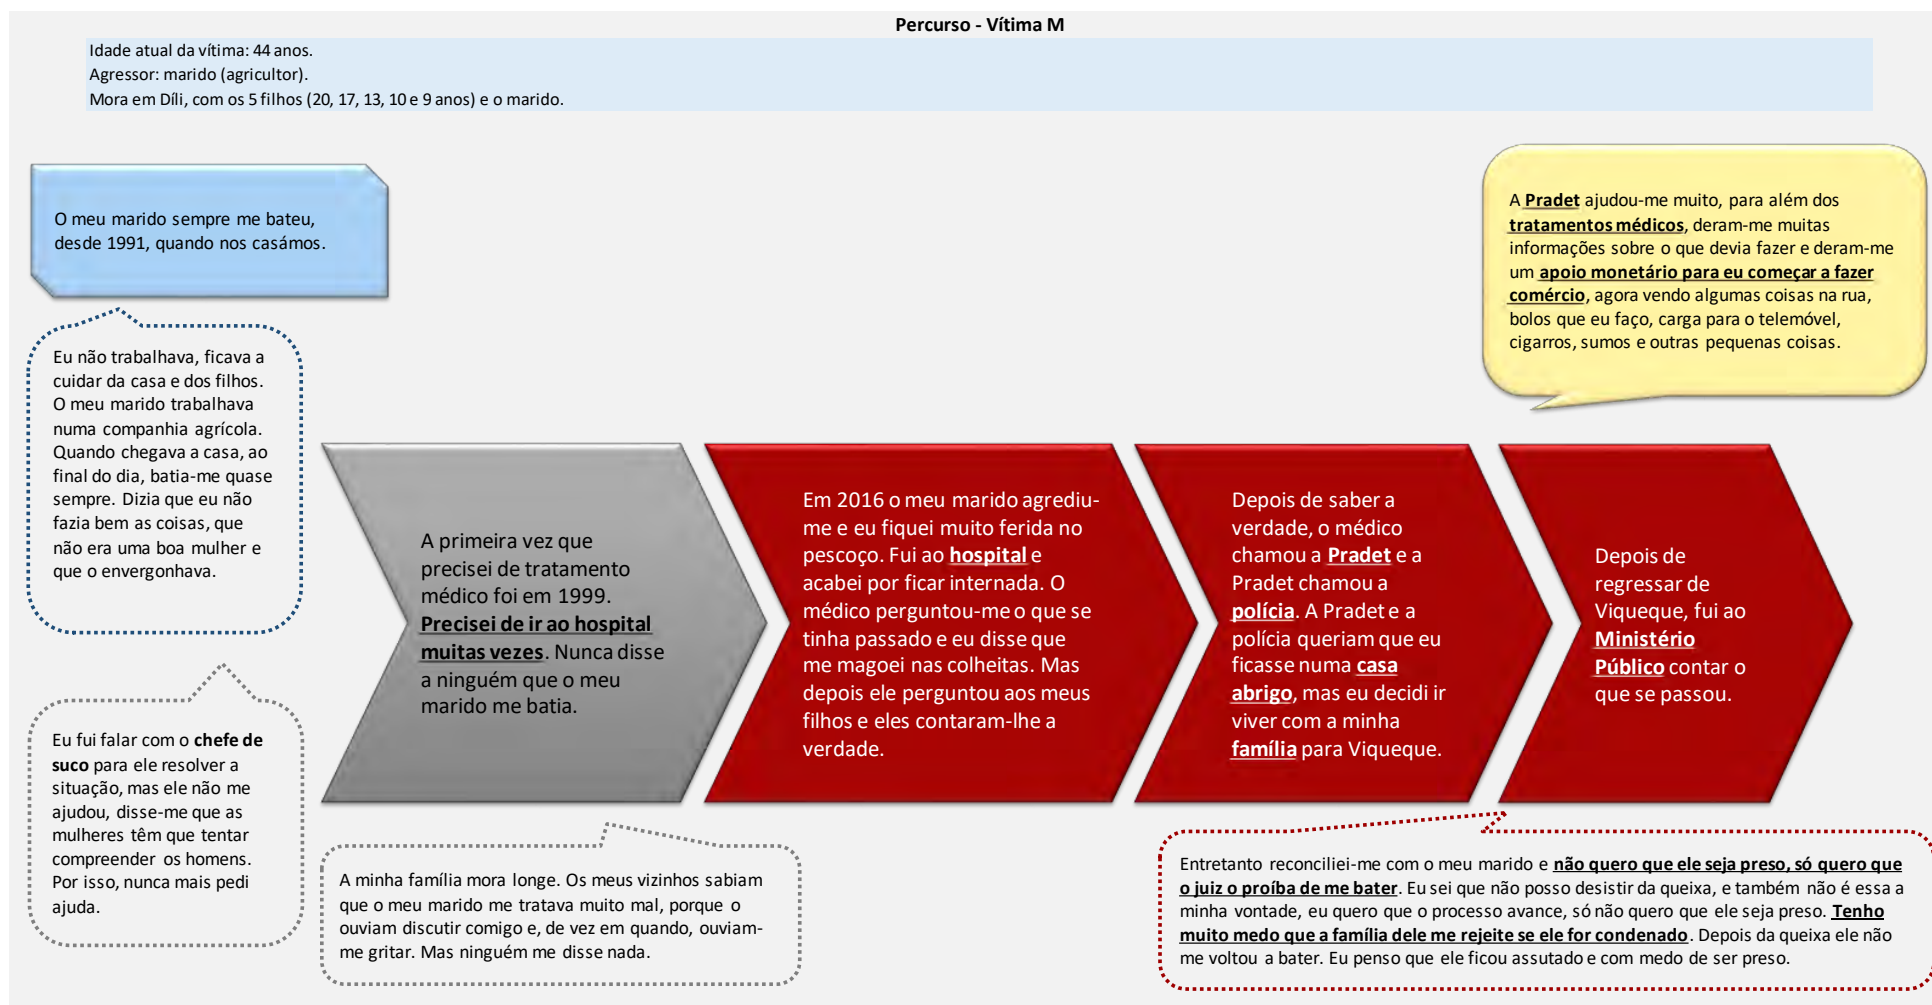 Percurso - Vítima M
Idade atual da vítima: 44 anos.
Agressor: marido (agricultor).
Mora em Díli, com os 5 filhos (20, 17, 13, 10 e 9 anos) e o marido.
O meu marido sempre me bateu,
desde 1991, quando nos casámos.
Eu não trabalhava, ficava a
cuidar da casa e dos filhos.
O meu marido trabalhava
numa companhia agrícola.
Quando chegava a casa, ao
final do dia, batia-me quase
sempre. Dizia que eu não
fazia bem as coisas, que
não era uma boa mulher e
que o envergonhava.
Eu fui falar com o chefe de
suco para ele resolver a
situação, mas ele não me
ajudou, disse-me que as
mulheres têm que tentar
compreender os homens.
Por isso, nunca mais pedi
ajuda.
A primeira vez que
precisei de tratamento
médico foi em 1999.
Precisei de ir ao hospital
muitas vezes. Nunca disse
a ninguém que o meu
marido me batia.
A minha família mora longe. Os meus vizinhos sabiam
que o meu marido me tratava muito mal, porque o
ouviam discutir comigo e, de vez em quando, ouviam-
me gritar. Mas ninguém me disse nada.
Em 2016 o meu marido agrediu-
me e eu fiquei muito ferida no
pescoço. Fui ao hospital e
acabei por ficar internada. O
médico perguntou-me o que se
tinha passado e eu disse que
me magoei nas colheitas. Mas
depois ele perguntou aos meus
filhos e eles contaram-lhe a
verdade.
Depois de saber a
verdade, o médico
chamou a Pradet e a
Pradet chamou a
polícia. A Pradet e a
polícia queriam que eu
ficasse numa casa
abrigo, mas eu decidi ir
viver com a minha
família para Viqueque.
A Pradet ajudou-me muito, para além dos
tratamentos médicos, deram-me muitas
informações sobre o que devia fazer e deram-me
um apoio monetário para eu começar a fazer
comércio, agora vendo algumas coisas na rua,
bolos que eu faço, carga para o telemóvel,
cigarros, sumos e outras pequenas coisas.
Depois de
regressar de
Viqueque, fui ao
Ministério
Público contar o
que se passou.
Entretanto reconciliei-me com o meu marido e não quero que ele seja preso, só quero que
o juiz o proíba de me bater. Eu sei que não posso desistir da queixa, e também não é essa a
minha vontade, eu quero que o processo avance, só não quero que ele seja preso. Tenho
muito medo que a família dele me rejeite se ele for condenado. Depois da queixa ele não
me voltou a bater. Eu penso que ele ficou assutado e com medo de ser preso.